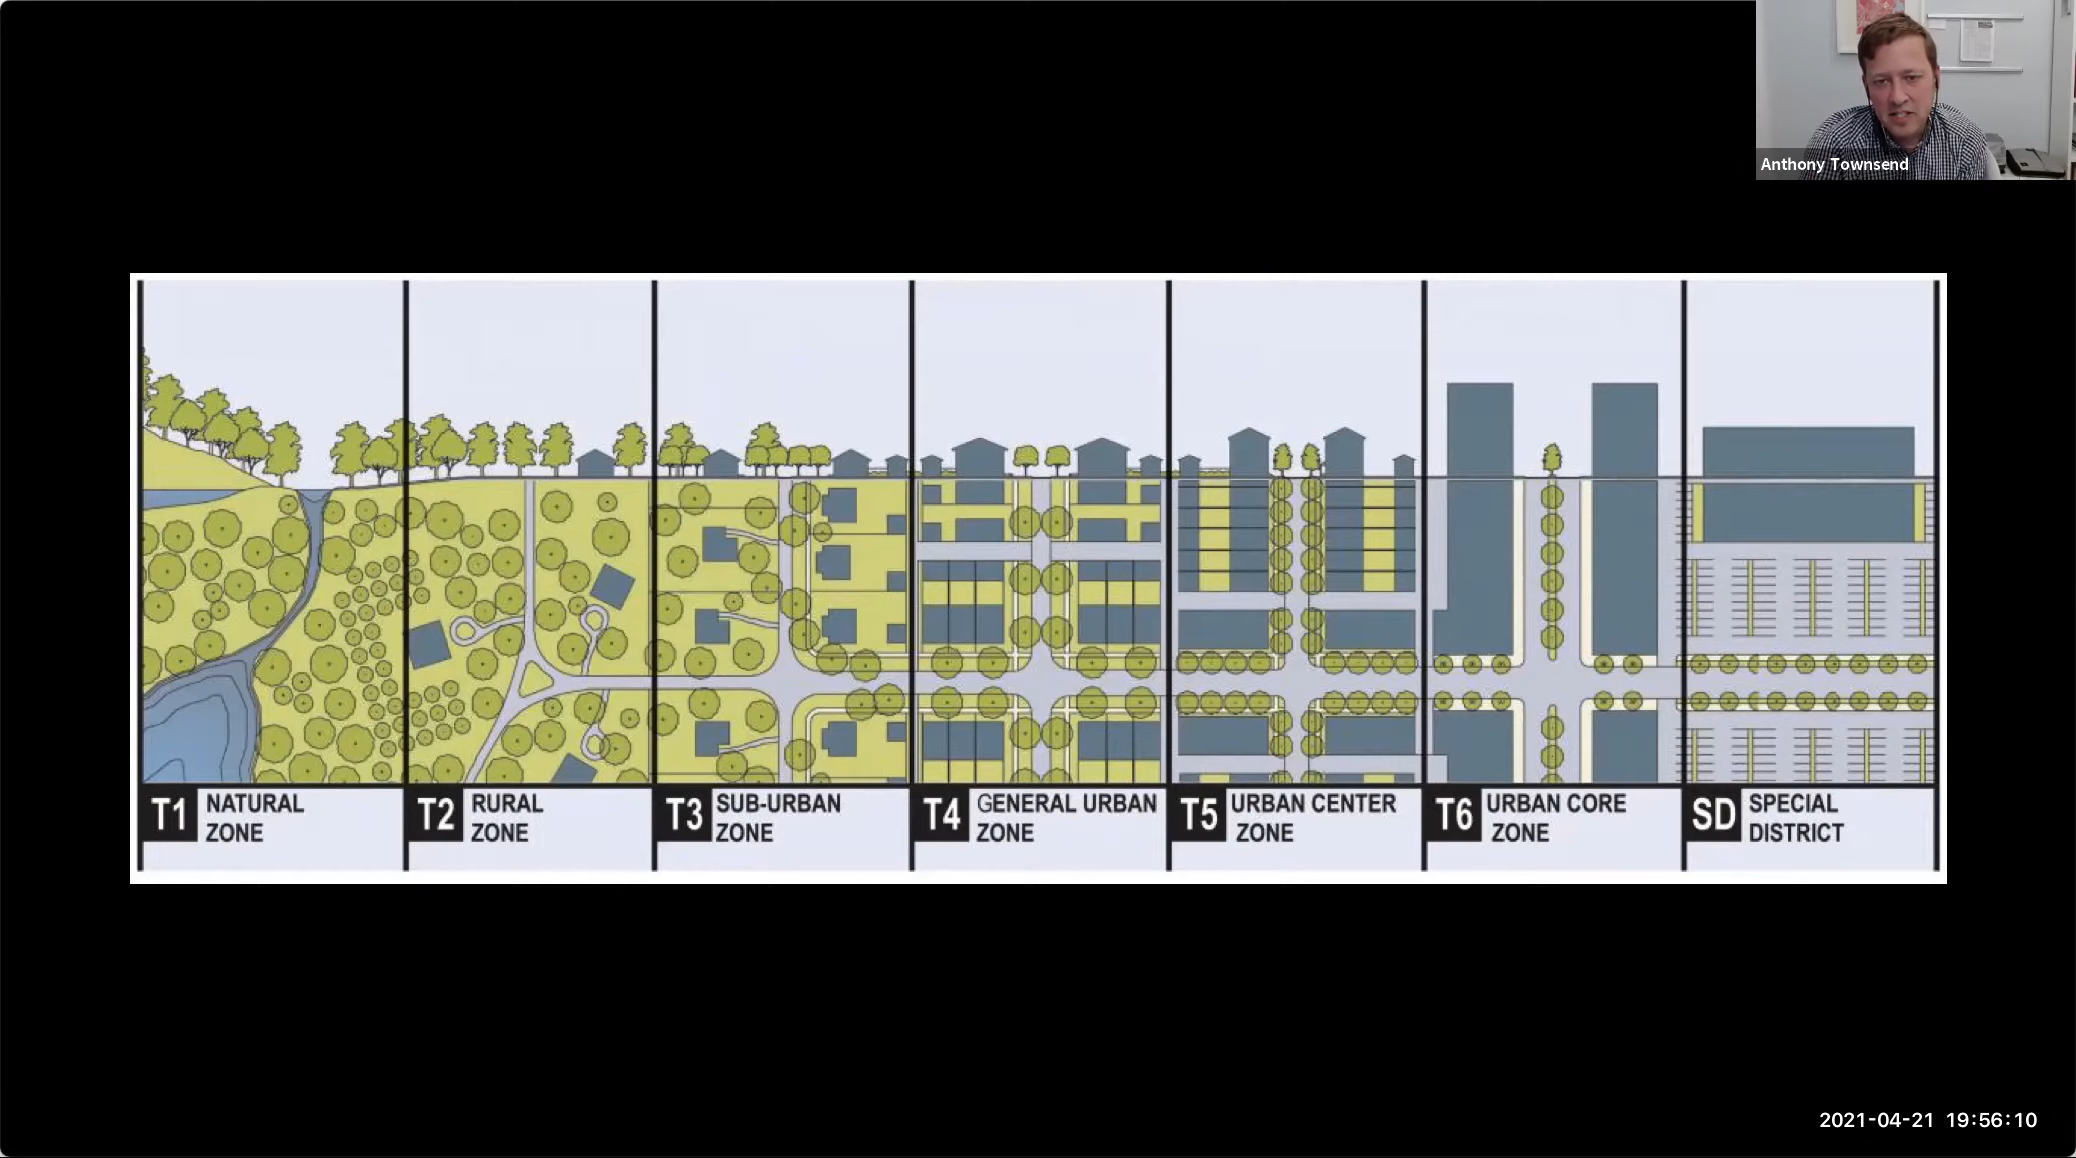 Anthony Townsend
T1 NATURAL ZONE
T2 RURAL ZONE
T3 SUB-URBAN ZONE
T4 GENERAL URBAN ZONE
T5 URBAN CENTER ZONE
T6 URBAN CORE ZONE
SD SPECIAL DISTRICT
2021-04-21 19:56:10